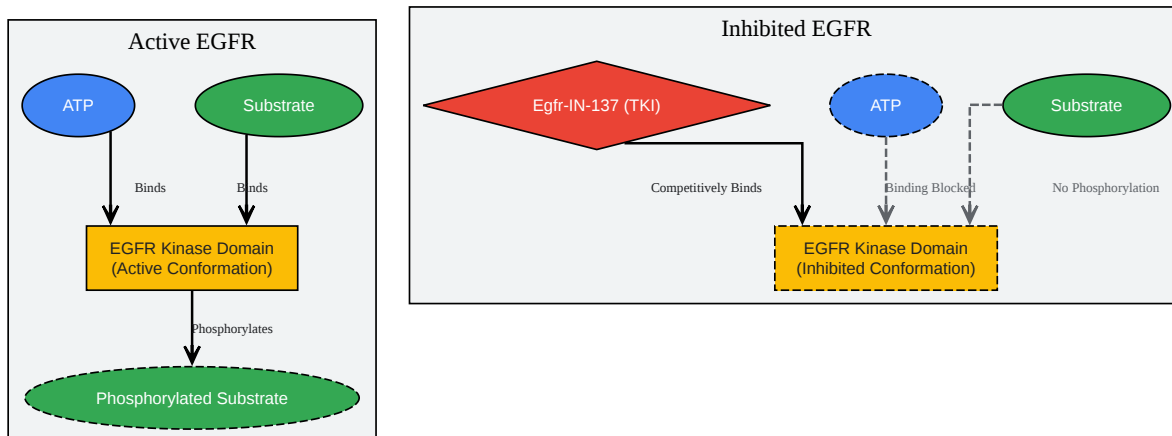 Active EGFR
ATP
Substrate
Binds
Binds
EGFR Kinase Domain
(Active Conformation)
Phosphorylates
Phosphorylated Substrate
Inhibited EGFR
Egfr-IN-137 (TKI)
ATP
Substrate
Competitively Binds
Binding Blocked
No Phosphorylation
EGFR Kinase Domain
(Inhibited Conformation)